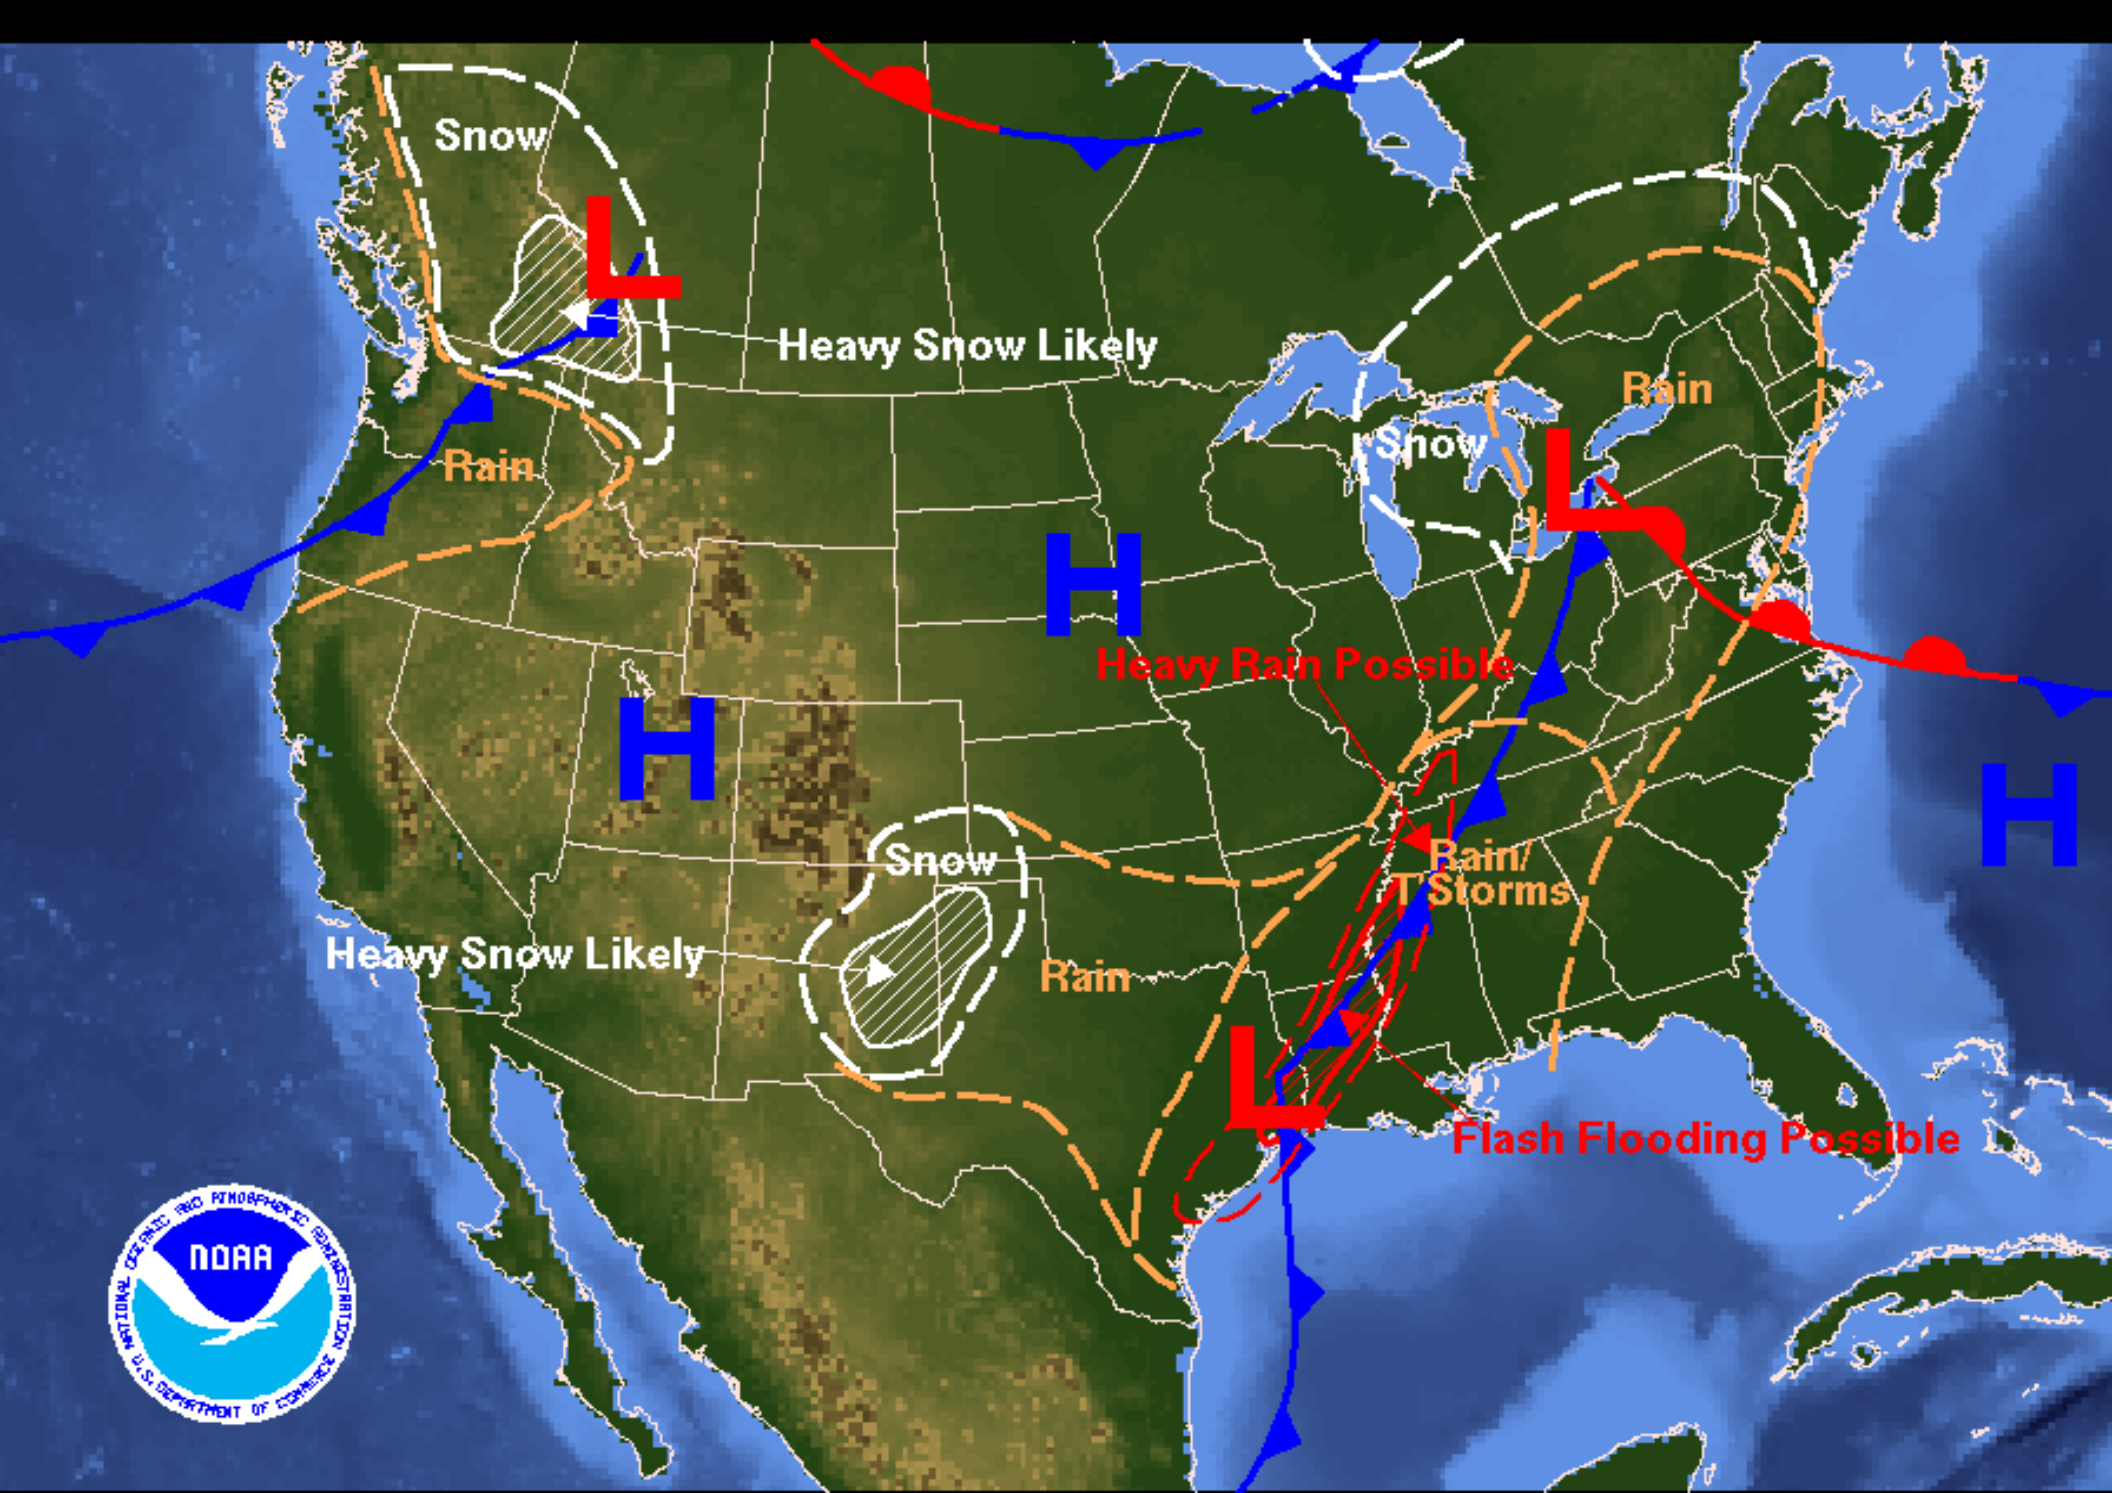 Snow
L
Heavy Snow Likely
Rain
Rain
Snow
L
H
Heavy Rain Possible
H
H
Snow
Rain/
T'Storms
Heavy Snow Likely
Rain
L
Flash Flooding Possible
NATIONAL OCEANIC AND ATMOSPHERIC ADMINISTRATION
NOAA
U.S. DEPARTMENT OF COMMERCE